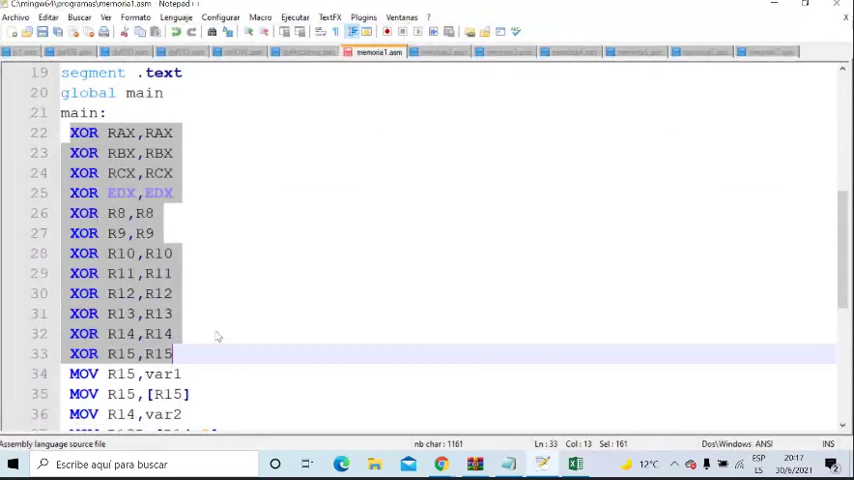 C:\mingw64\programas\memoria1.asm - Notepad++
Archivo Editar Buscar Ver Formato Lenguaje Configurar Macro Ejecutar TextFX Plugins Ventanas ?
memoria1.asm
19 segment .text
20 global main
21 main:
22 XOR RAX,RAX
23 XOR RBX,RBX
24 XOR RCX,RCX
25 XOR EDX,EDX
26 XOR R8,R8
27 XOR R9,R9
28 XOR R10,R10
29 XOR R11,R11
30 XOR R12,R12
31 XOR R13,R13
32 XOR R14,R14
33 XOR R15,R15
34 MOV R15,var1
35 MOV R15,[R15]
36 MOV R14,var2
Assembly language source file nb char : 1161 Ln : 33 Col : 13 Sel : 161 Dos\Windows ANSI INS
Escribe aquí para buscar 12°C ESP 20:17
ES 30/6/2021